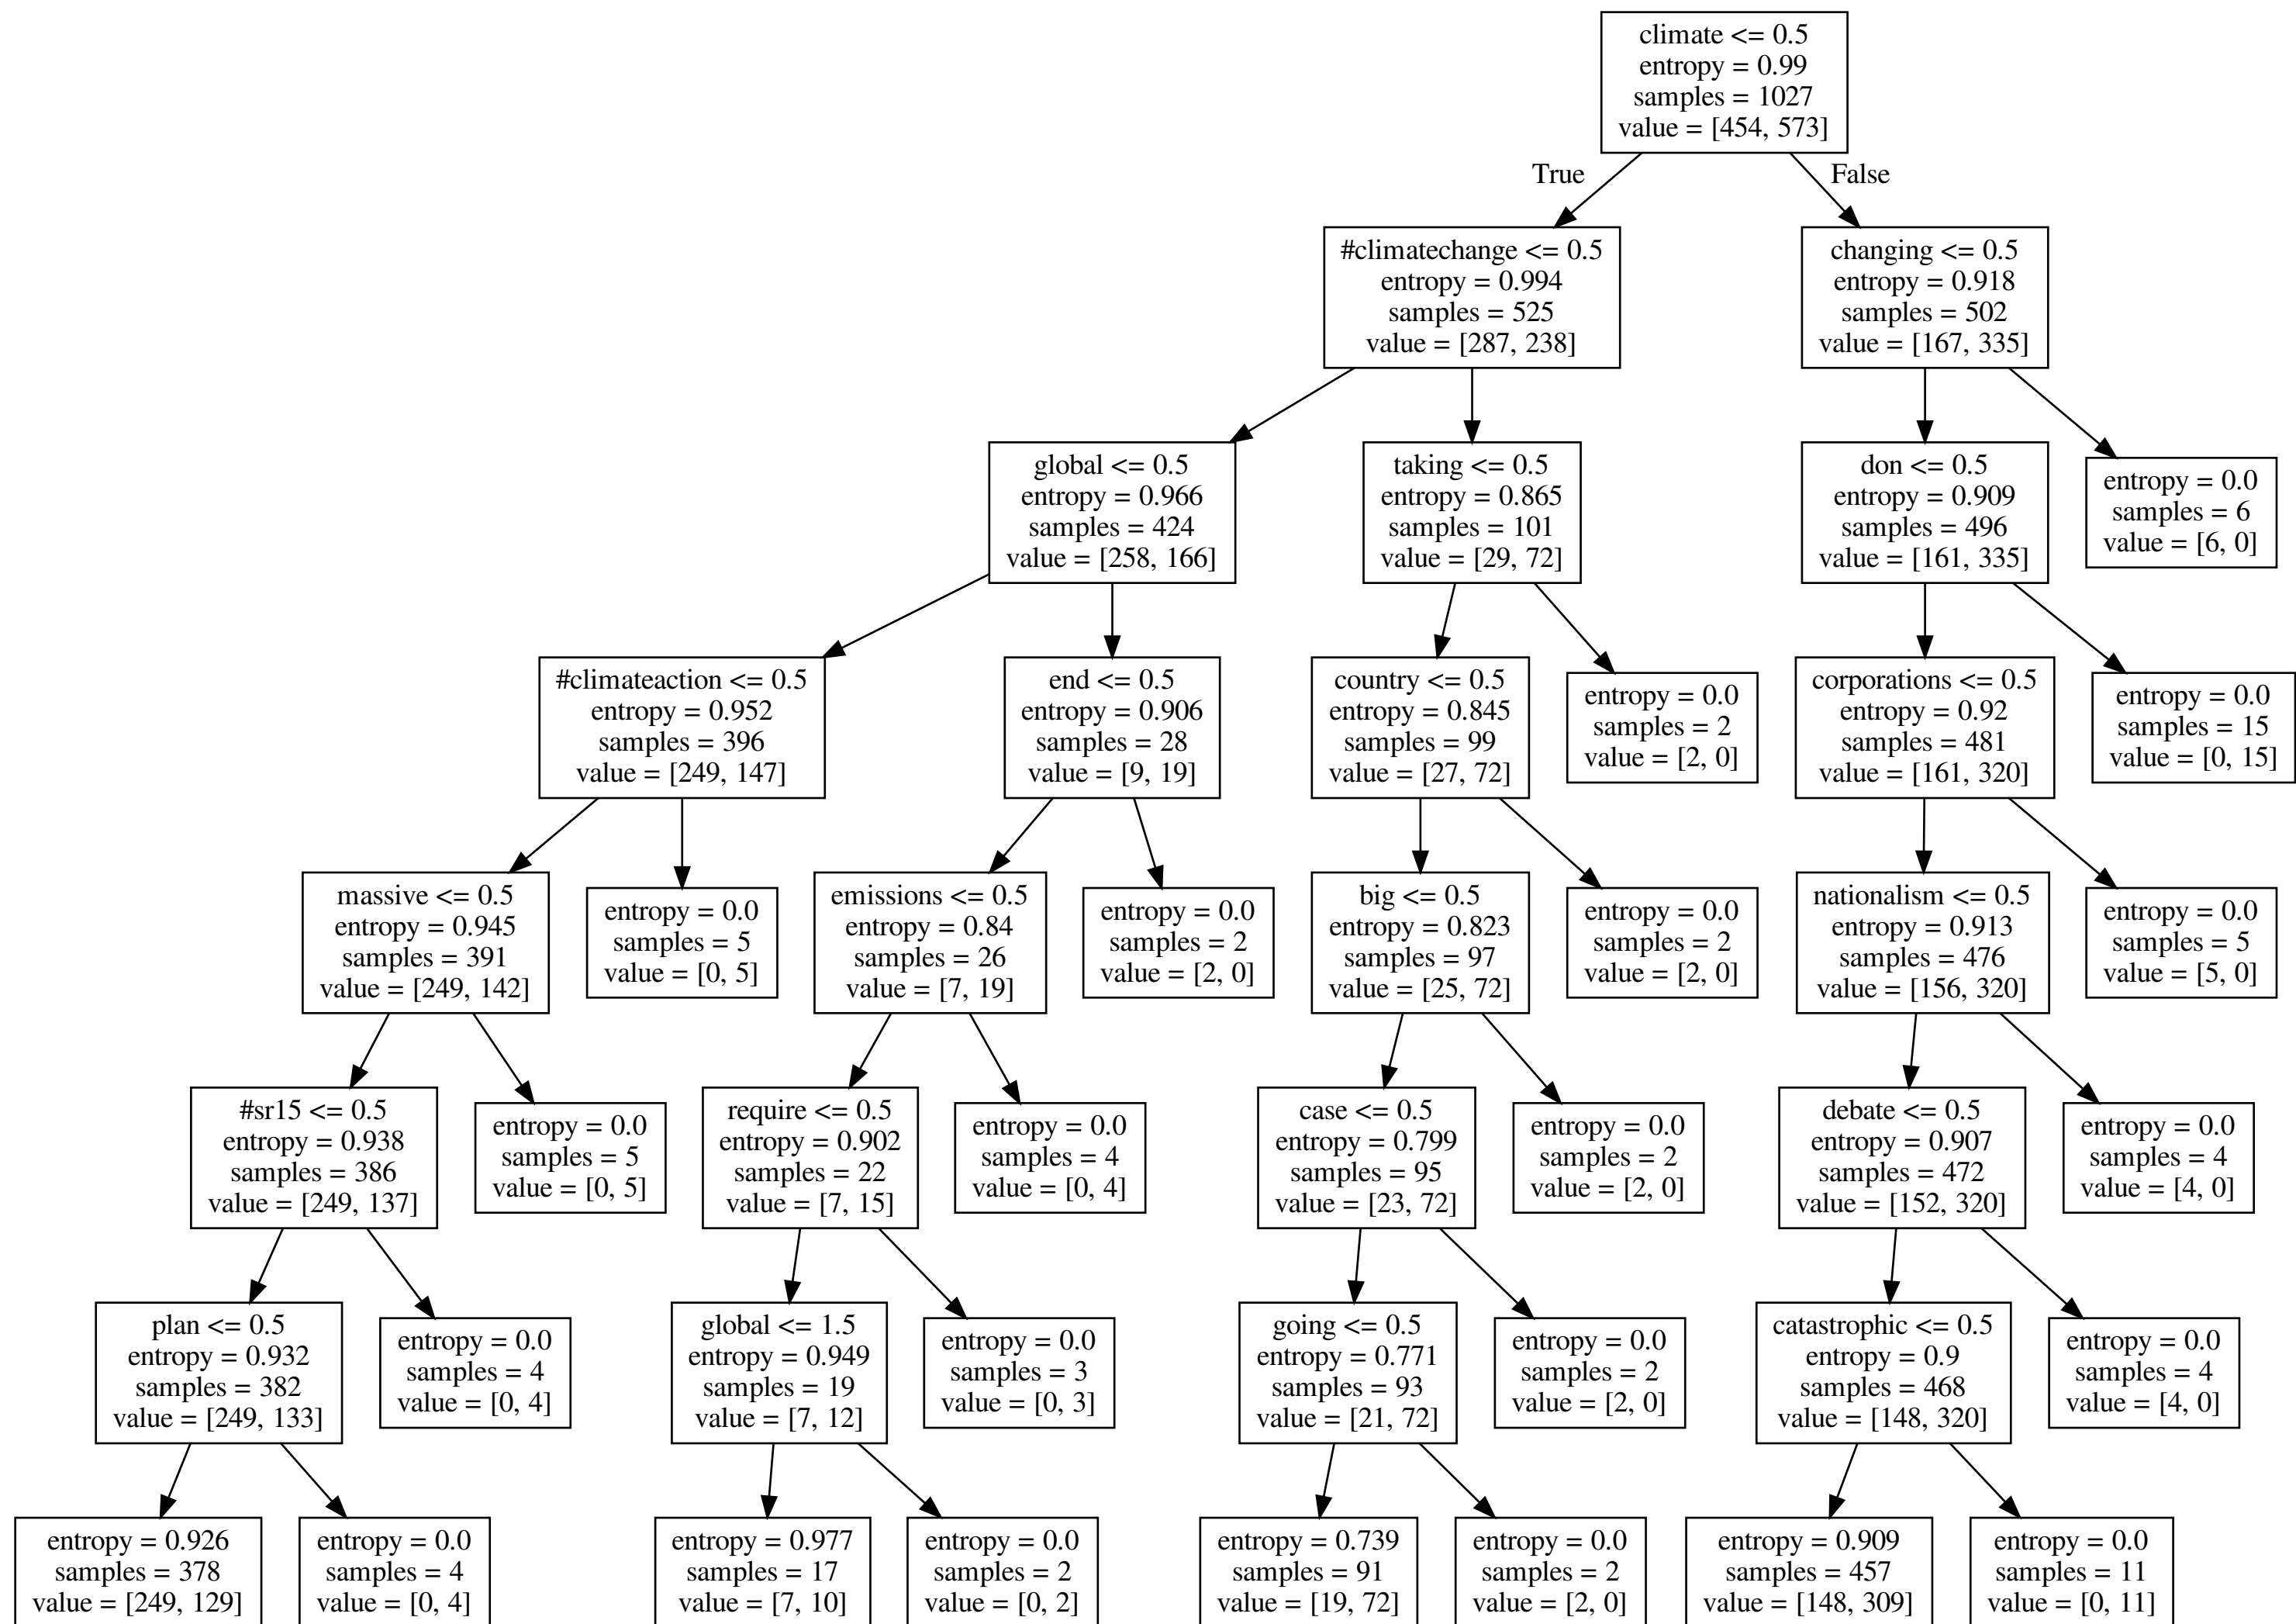 climate <= 0.5
entropy = 0.99
samples = 1027
value = [454, 573]
True
False
#climatechange <= 0.5
entropy = 0.994
samples = 525
value = [287, 238]
changing <= 0.5
entropy = 0.918
samples = 502
value = [167, 335]
global <= 0.5
entropy = 0.966
samples = 424
value = [258, 166]
taking <= 0.5
entropy = 0.865
samples = 101
value = [29, 72]
don <= 0.5
entropy = 0.909
samples = 496
value = [161, 335]
entropy = 0.0
samples = 6
value = [6, 0]
#climateaction <= 0.5
entropy = 0.952
samples = 396
value = [249, 147]
end <= 0.5
entropy = 0.906
samples = 28
value = [9, 19]
country <= 0.5
entropy = 0.845
samples = 99
value = [27, 72]
entropy = 0.0
samples = 2
value = [2, 0]
corporations <= 0.5
entropy = 0.92
samples = 481
value = [161, 320]
entropy = 0.0
samples = 15
value = [0, 15]
massive <= 0.5
entropy = 0.945
samples = 391
value = [249, 142]
entropy = 0.0
samples = 5
value = [0, 5]
emissions <= 0.5
entropy = 0.84
samples = 26
value = [7, 19]
entropy = 0.0
samples = 2
value = [2, 0]
big <= 0.5
entropy = 0.823
samples = 97
value = [25, 72]
entropy = 0.0
samples = 2
value = [2, 0]
nationalism <= 0.5
entropy = 0.913
samples = 476
value = [156, 320]
entropy = 0.0
samples = 5
value = [5, 0]
#sr15 <= 0.5
entropy = 0.938
samples = 386
value = [249, 137]
entropy = 0.0
samples = 5
value = [0, 5]
require <= 0.5
entropy = 0.902
samples = 22
value = [7, 15]
entropy = 0.0
samples = 4
value = [0, 4]
case <= 0.5
entropy = 0.799
samples = 95
value = [23, 72]
entropy = 0.0
samples = 2
value = [2, 0]
debate <= 0.5
entropy = 0.907
samples = 472
value = [152, 320]
entropy = 0.0
samples = 4
value = [4, 0]
plan <= 0.5
entropy = 0.932
samples = 382
value = [249, 133]
entropy = 0.0
samples = 4
value = [0, 4]
global <= 1.5
entropy = 0.949
samples = 19
value = [7, 12]
entropy = 0.0
samples = 3
value = [0, 3]
going <= 0.5
entropy = 0.771
samples = 93
value = [21, 72]
entropy = 0.0
samples = 2
value = [2, 0]
catastrophic <= 0.5
entropy = 0.9
samples = 468
value = [148, 320]
entropy = 0.0
samples = 4
value = [4, 0]
entropy = 0.926
samples = 378
value = [249, 129]
entropy = 0.0
samples = 4
value = [0, 4]
entropy = 0.977
samples = 17
value = [7, 10]
entropy = 0.0
samples = 2
value = [0, 2]
entropy = 0.739
samples = 91
value = [19, 72]
entropy = 0.0
samples = 2
value = [2, 0]
entropy = 0.909
samples = 457
value = [148, 309]
entropy = 0.0
samples = 11
value = [0, 11]